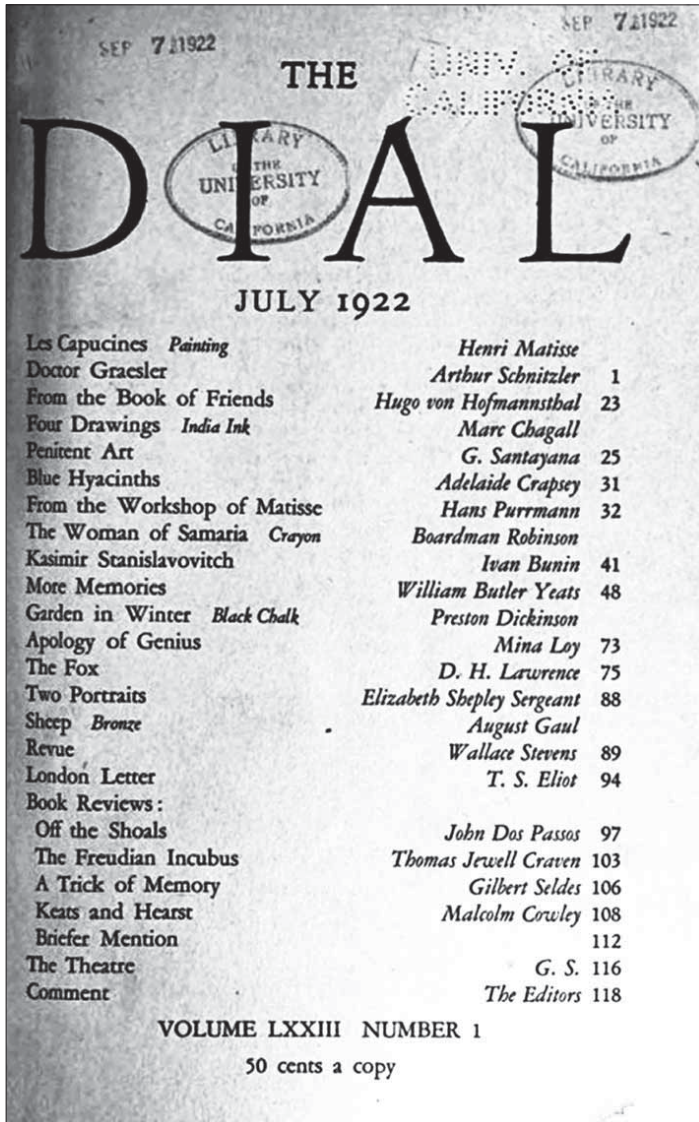 SEP 7 1922
SEP 7 1922
THE
UNIV. OF
CALIFORNIA
DIAL
LIBRARY
OF THE
UNIVERSITY
OF
CALIFORNIA
LIBRARY
OF THE
UNIVERSITY
OF
CALIFORNIA
JULY 1922
Les Capucines Painting Henri Matisse
Doctor Graesler Arthur Schnitzler 1
From the Book of Friends Hugo von Hofmannsthal 23
Four Drawings India Ink Marc Chagall
Penitent Art G. Santayana 25
Blue Hyacinths Adelaide Crapsey 31
From the Workshop of Matisse Hans Purrmann 32
The Woman of Samaria Crayon Boardman Robinson
Kasimir Stanislavovitch Ivan Bunin 41
More Memories William Butler Yeats 48
Garden in Winter Black Chalk Preston Dickinson
Apology of Genius Mina Loy 73
The Fox D. H. Lawrence 75
Two Portraits Elizabeth Shepley Sergeant 88
Sheep Bronze August Gaul
Revue Wallace Stevens 89
London Letter T. S. Eliot 94
Book Reviews:
Off the Shoals John Dos Passos 97
The Freudian Incubus Thomas Jewell Craven 103
A Trick of Memory Gilbert Seldes 106
Keats and Hearst Malcolm Cowley 108
Briefer Mention 112
The Theatre G. S. 116
Comment The Editors 118
VOLUME LXXIII NUMBER 1
50 cents a copy